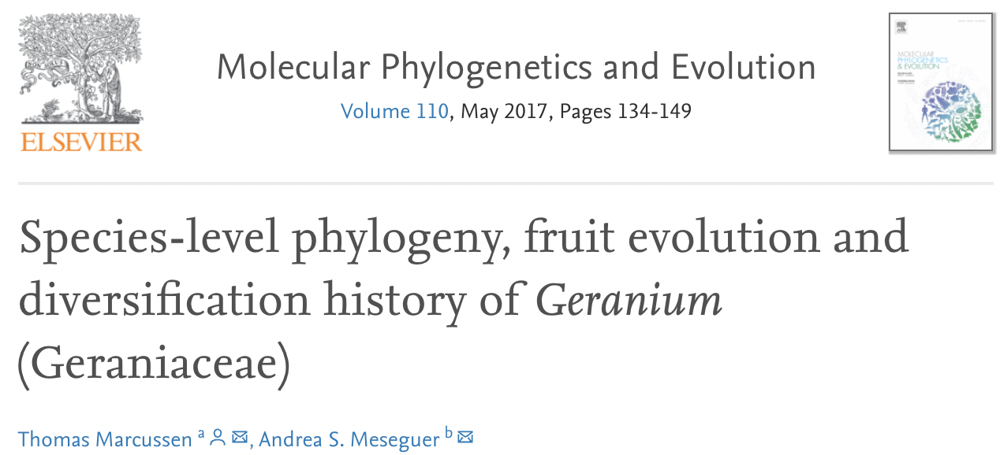 Molecular Phylogenetics and Evolution
Volume 110, May 2017, Pages 134-149
ELSEVIER
MOLECULAR
PHYLOGENETICS
& EVOLUTION
Species-level phylogeny, fruit evolution and
diversification history of Geranium
(Geraniaceae)
Thomas Marcussen a, Andrea S. Meseguer b